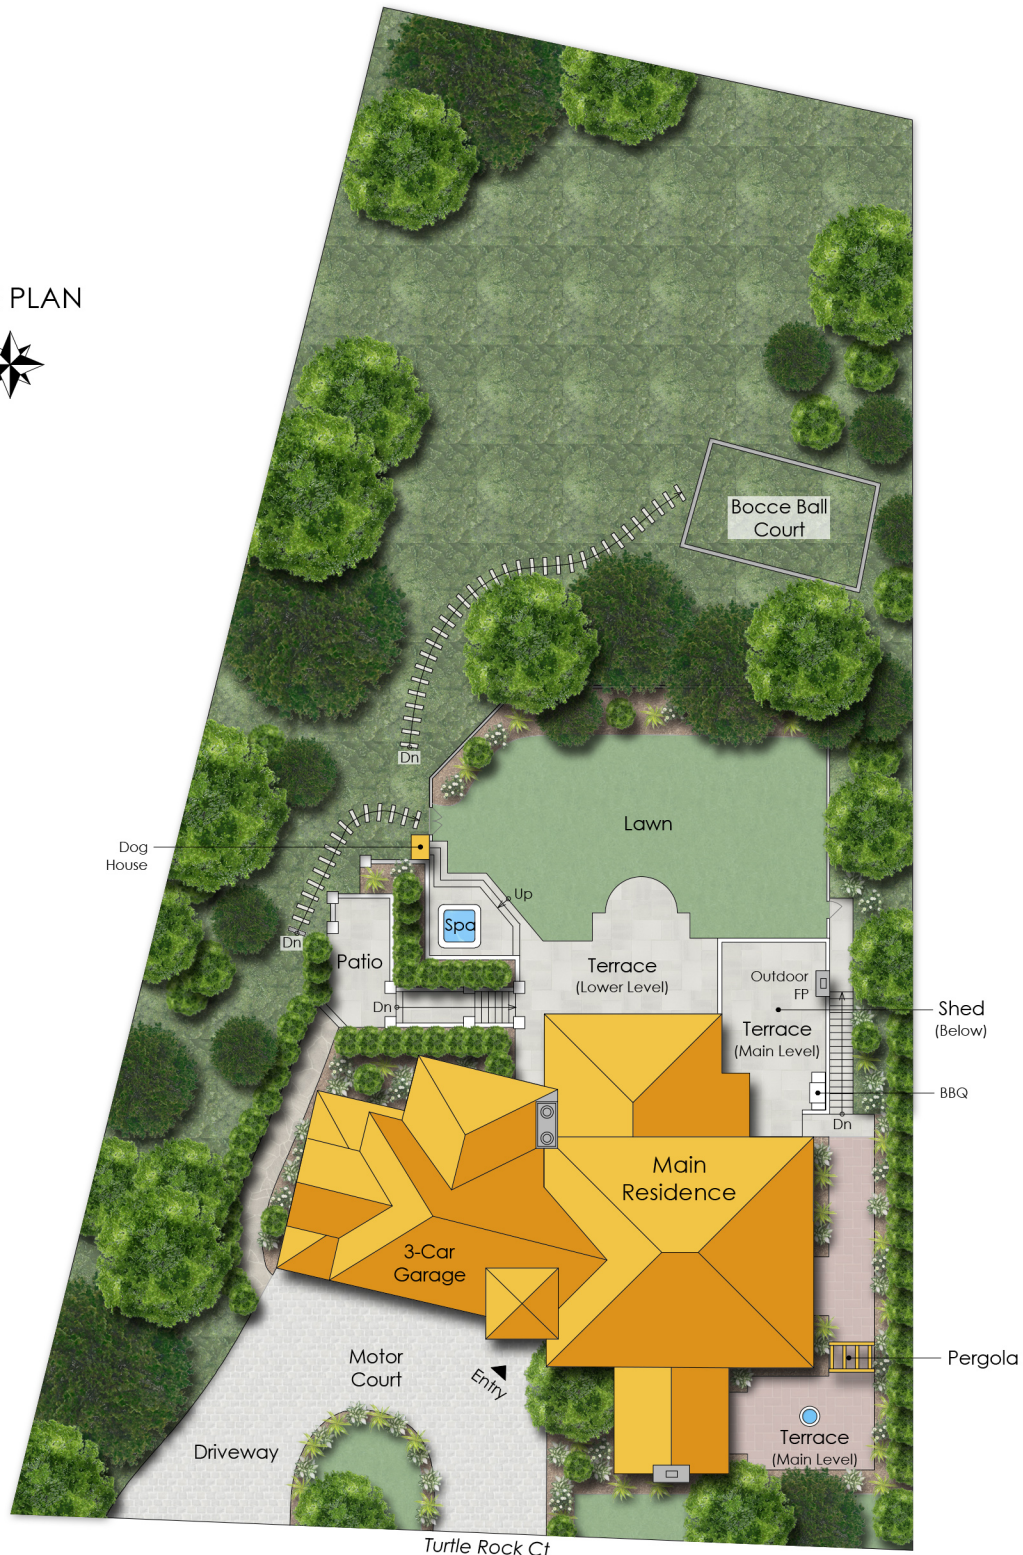 PLAN
Bocce Ball
Court
Dn
Lawn
Dog
House
Up
Spa
Dn
Patio
Terrace
(Lower Level)
Outdoor
FP
Dn
Shed
(Below)
Terrace
(Main Level)
BBQ
Dn
Main
Residence
3-Car
Garage
Motor
Court
Entry
Pergola
Driveway
Terrace
(Main Level)
Turtle Rock Ct